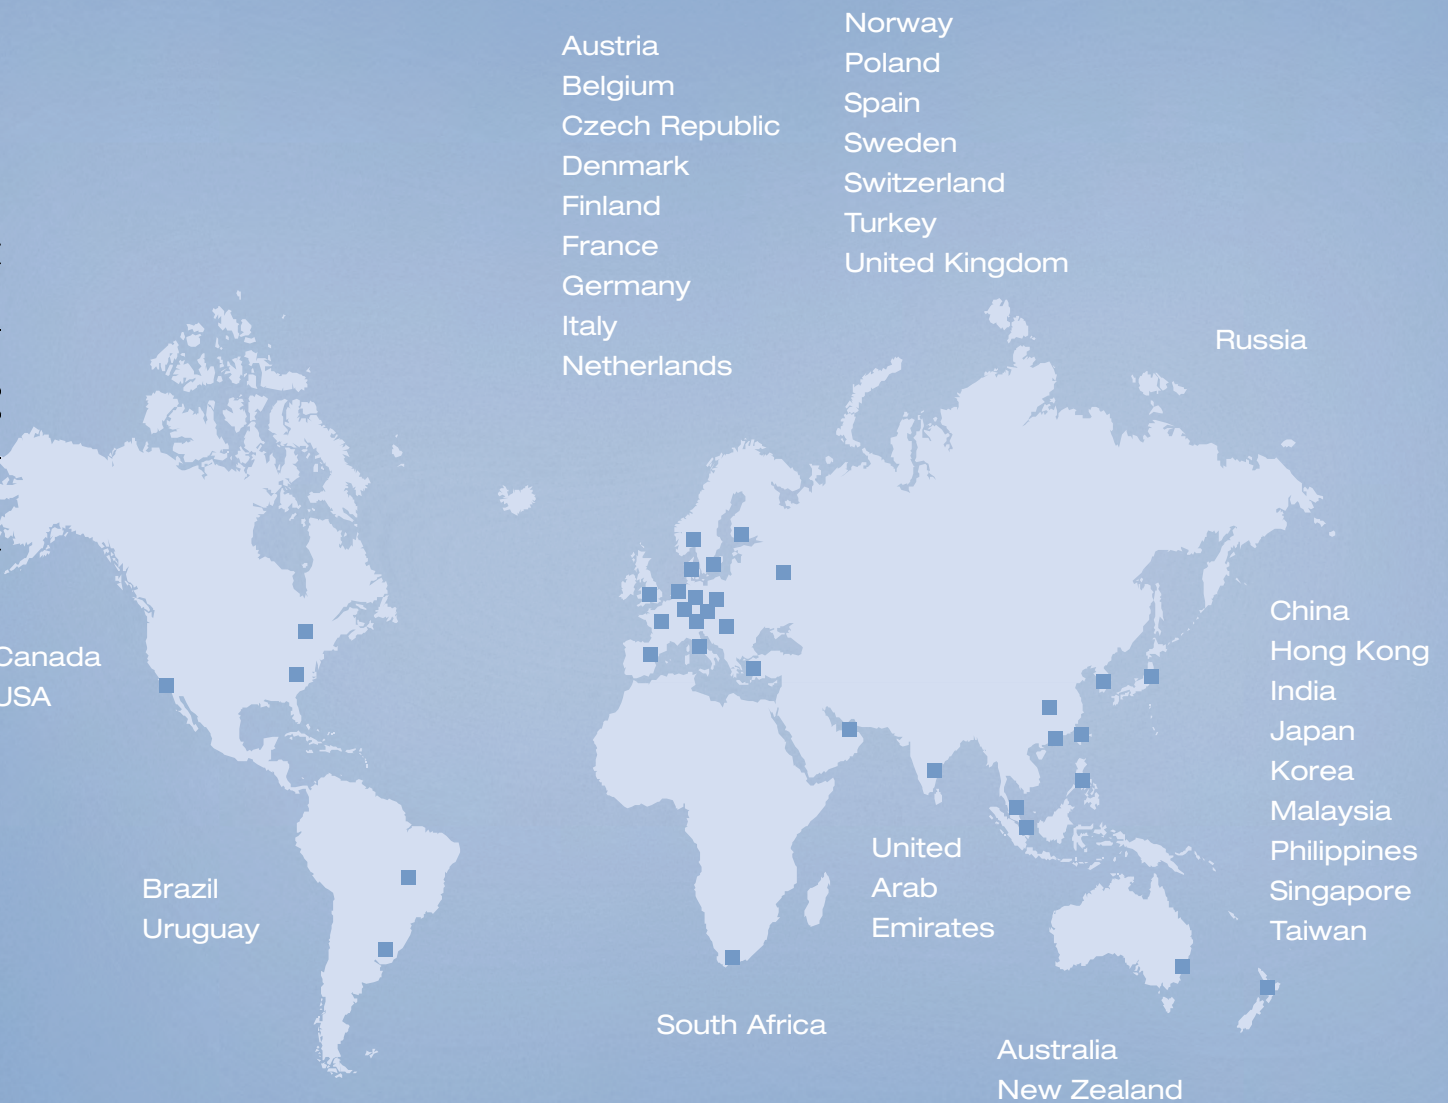 Austria
Belgium
Czech Republic
Denmark
Finland
France
Germany
Italy
Netherlands
Norway
Poland
Spain
Sweden
Switzerland
Turkey
United Kingdom
Russia
Canada
USA
China
Hong Kong
India
Japan
Korea
Malaysia
Philippines
Singapore
Taiwan
Brazil
Uruguay
United
Arab
Emirates
South Africa
Australia
New Zealand